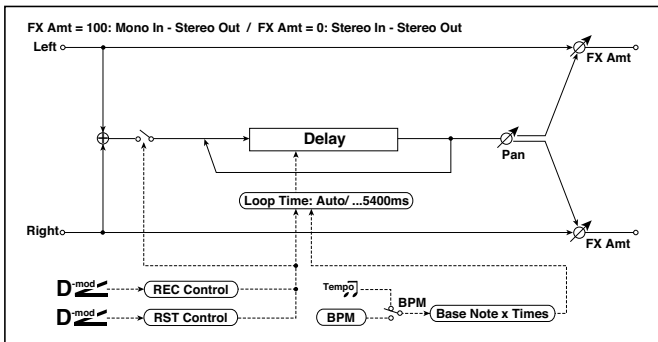 FX Amt = 100: Mono In - Stereo Out / FX Amt = 0: Stereo In - Stereo Out
Left
FX Amt
Delay
Pan
Loop Time: Auto/ ...5400ms
Right
FX Amt
D-mod REC Control
Tempo
BPM
D-mod RST Control
BPM
Base Note x Times